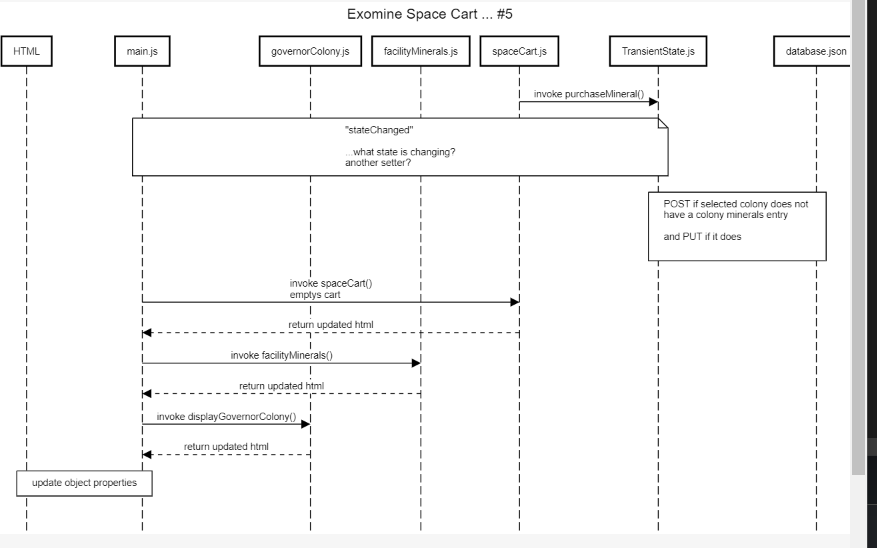 Exomine Space Cart ... #5
HTML
main.js
governorColony.js
facilityMinerals.js
spaceCart.js
TransientState.js
database.json
invoke purchaseMineral()
"stateChanged"
...what state is changing?
another setter?
POST if selected colony does not
have a colony minerals entry
and PUT if it does
invoke spaceCart()
emptys cart
return updated html
invoke facilityMinerals()
return updated html
invoke displayGovernorColony()
return updated html
update object properties